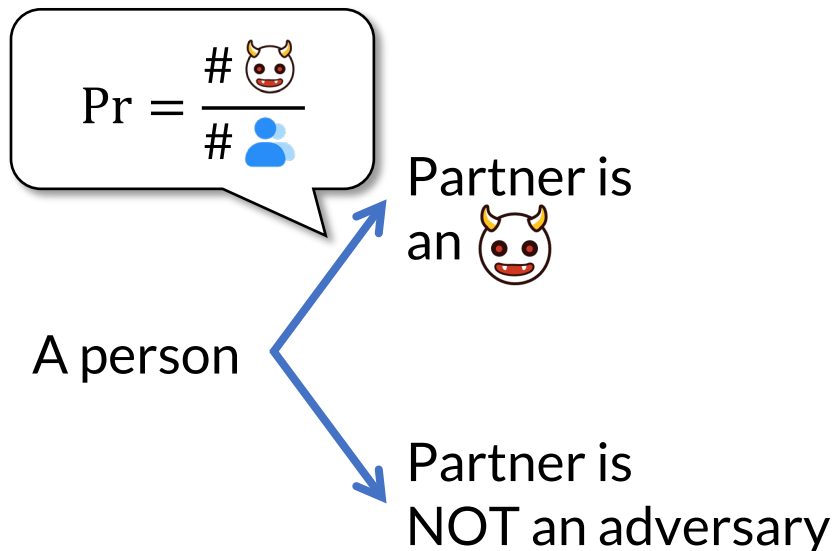 Pr = # / #
Partner is
an
A person
Partner is
NOT an adversary